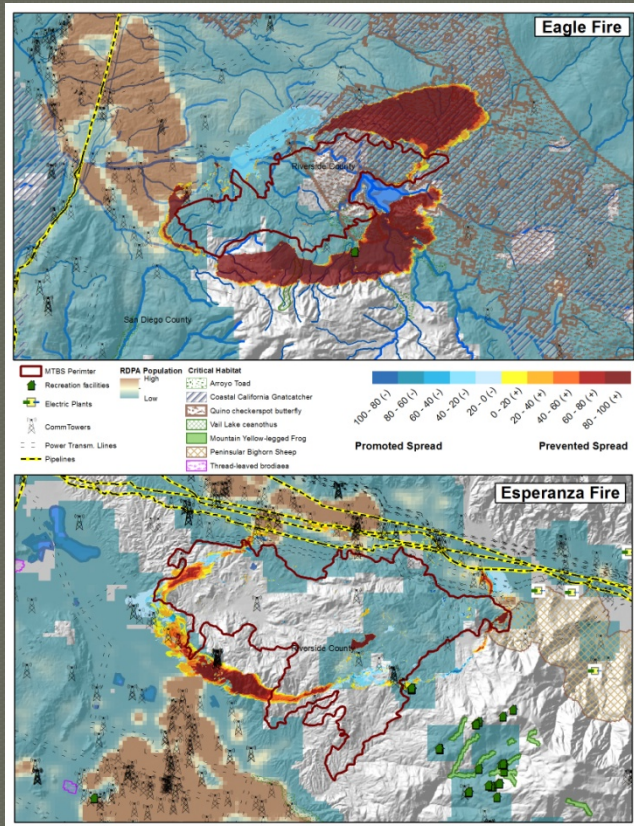 Eagle Fire
Riverside County
San Diego County
MTBS Perimter
Recreation facilities
Electric Plants
CommTowers
Power Transm. Llines
Pipelines
RDPA Population
High
Low
Critical Habitat
Arroyo Toad
Coastal California Gnatcatcher
Quino checkerspot butterfly
Vail Lake ceanothus
Mountain Yellow-legged Frog
Peninsular Bighorn Sheep
Thread-leaved brodiaea
100 - 80 (-)
80 - 60 (-)
60 - 40 (-)
40 - 20 (-)
20 - 0 (-)
0 - 20 (+)
20 - 40 (+)
40 - 60 (+)
60 - 80 (+)
80 - 100 (+)
Promoted Spread
Prevented Spread
Esperanza Fire
Riverside County